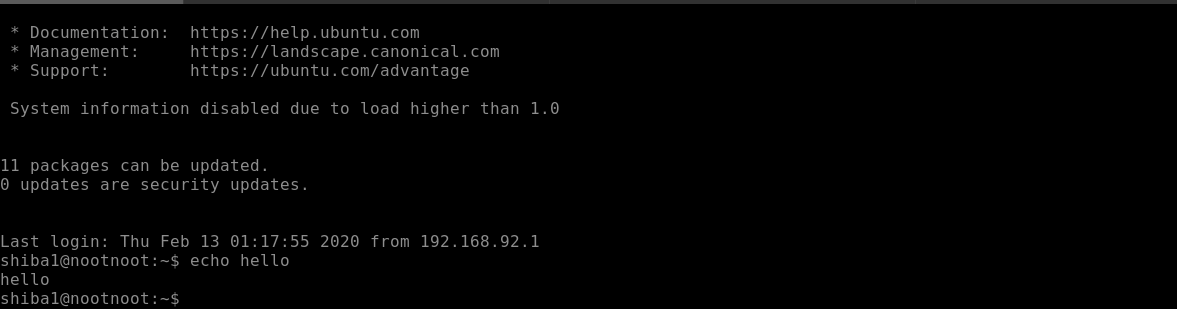 * Documentation:  https://help.ubuntu.com
 * Management:     https://landscape.canonical.com
 * Support:        https://ubuntu.com/advantage
 System information disabled due to load higher than 1.0
11 packages can be updated.
0 updates are security updates.
Last login: Thu Feb 13 01:17:55 2020 from 192.168.92.1
shiba1@nootnoot:~$ echo hello
hello
shiba1@nootnoot:~$